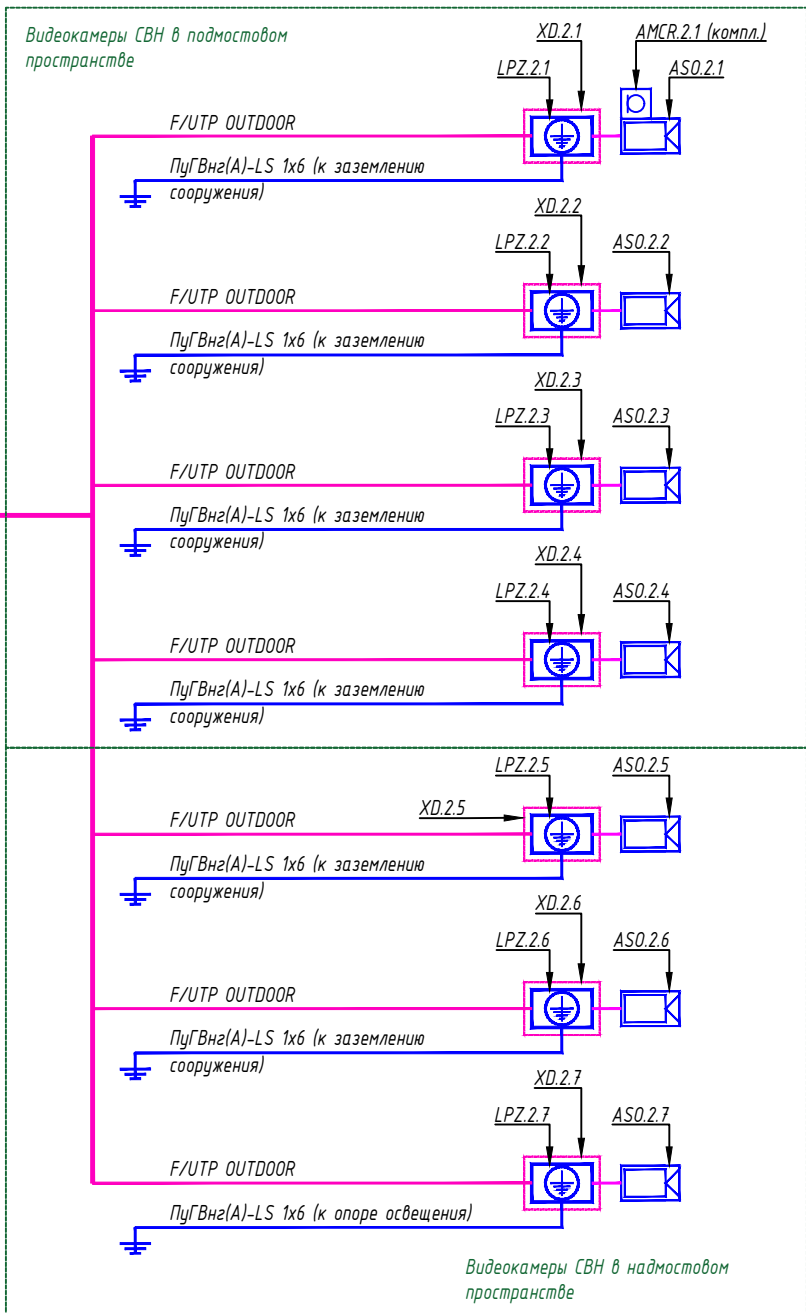 Видеокамеры СВН в подмостовом
пространстве
XD.2.1
AMCR.2.1 (компл.)
LPZ.2.1
ASO.2.1
F/UTP OUTDOOR
ПуГВнг(А)-LS 1х6 (к заземлению
сооружения)
XD.2.2
LPZ.2.2
ASO.2.2
F/UTP OUTDOOR
ПуГВнг(А)-LS 1х6 (к заземлению
сооружения)
XD.2.3
LPZ.2.3
ASO.2.3
F/UTP OUTDOOR
ПуГВнг(А)-LS 1х6 (к заземлению
сооружения)
XD.2.4
LPZ.2.4
ASO.2.4
F/UTP OUTDOOR
ПуГВнг(А)-LS 1х6 (к заземлению
сооружения)
LPZ.2.5
ASO.2.5
XD.2.5
F/UTP OUTDOOR
ПуГВнг(А)-LS 1х6 (к заземлению
сооружения)
XD.2.6
LPZ.2.6
ASO.2.6
F/UTP OUTDOOR
ПуГВнг(А)-LS 1х6 (к заземлению
сооружения)
XD.2.7
LPZ.2.7
ASO.2.7
F/UTP OUTDOOR
ПуГВнг(А)-LS 1х6 (к опоре освещения)
Видеокамеры СВН в надмостовом
пространстве